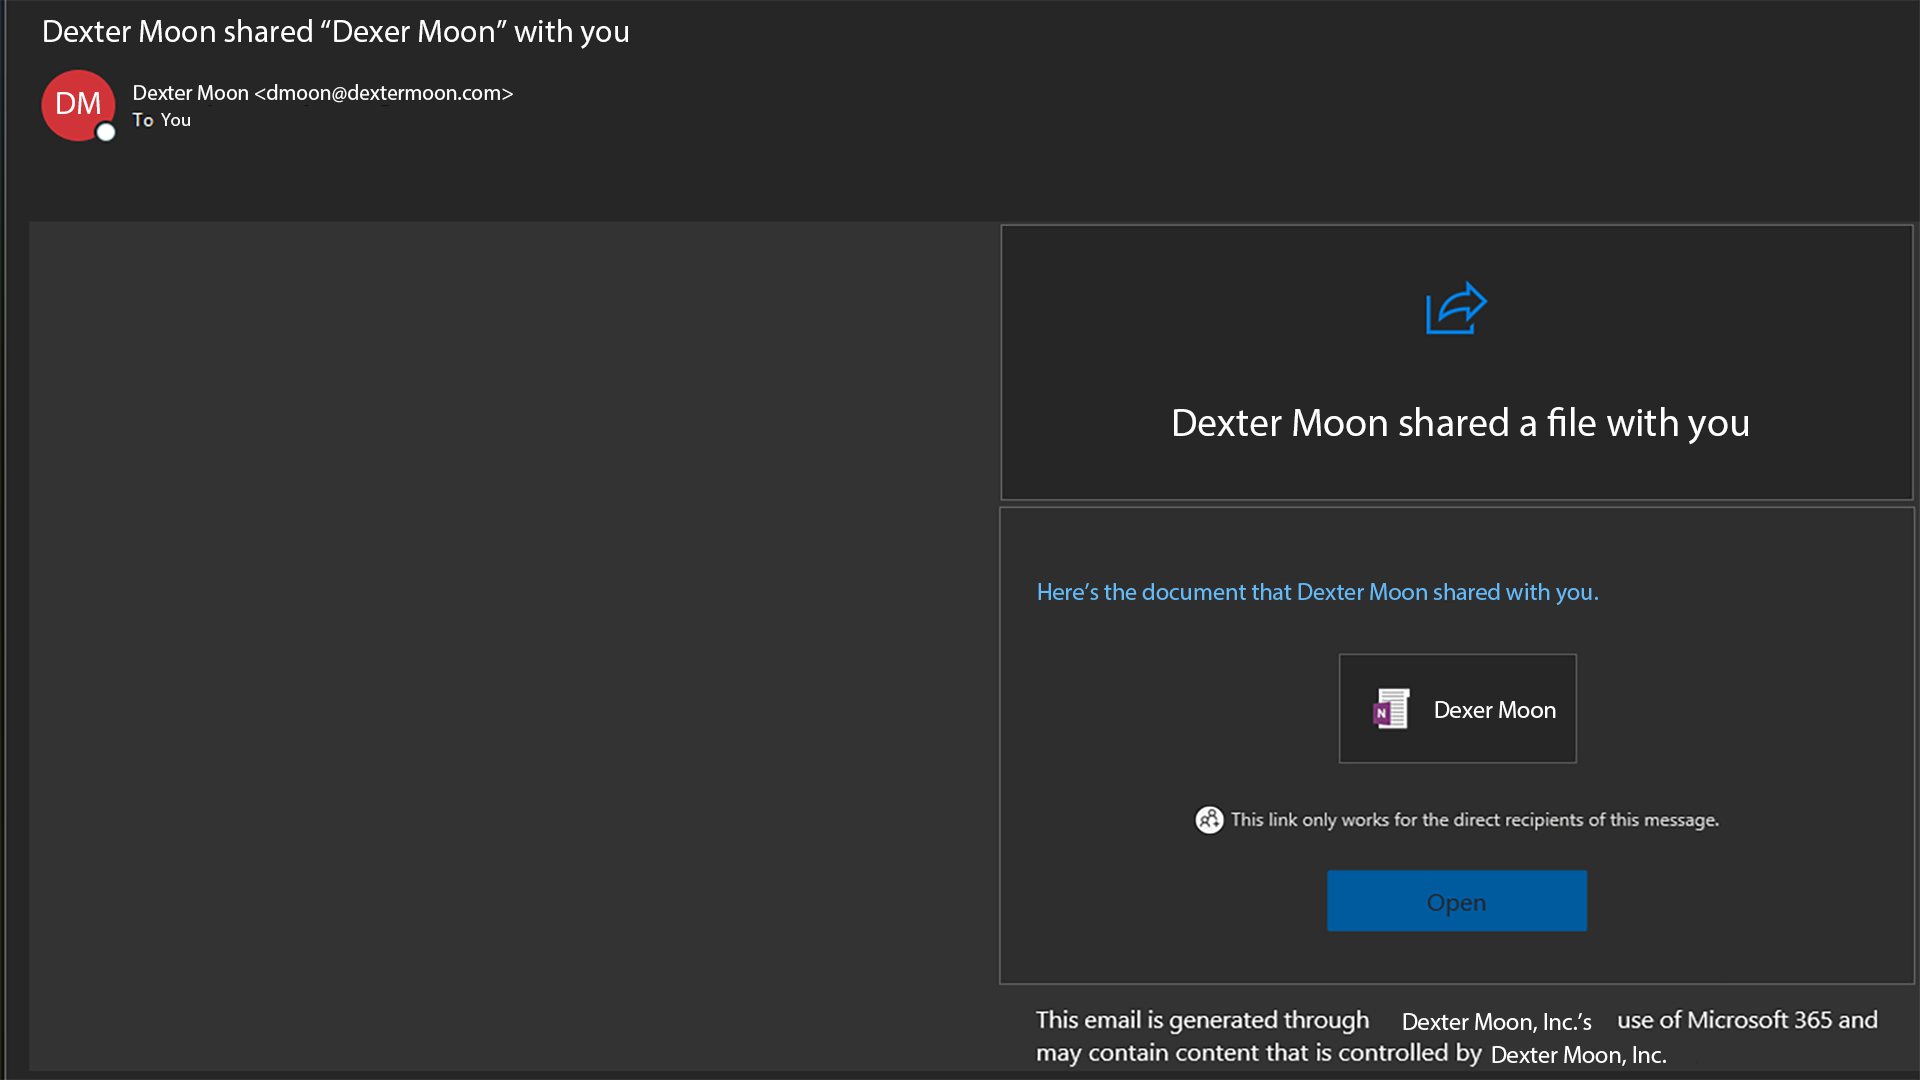 Dexter Moon shared “Dexer Moon” with you
DM
Dexter Moon <dmoon@dextermoon.com>
To You
Dexter Moon shared a file with you
Here’s the document that Dexter Moon shared with you.
N
Dexer Moon
This link only works for the direct recipients of this message.
Open
This email is generated through Dexter Moon, Inc.’s use of Microsoft 365 and
may contain content that is controlled by Dexter Moon, Inc.